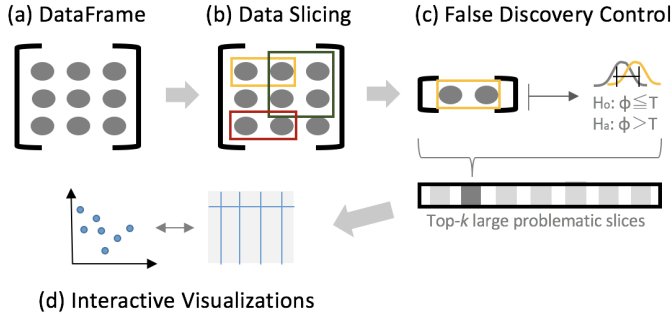 (a) DataFrame
(b) Data Slicing
(c) False Discovery Control
H₀: ϕ≦T
Hₐ: ϕ>T
Top-k large problematic slices
(d) Interactive Visualizations